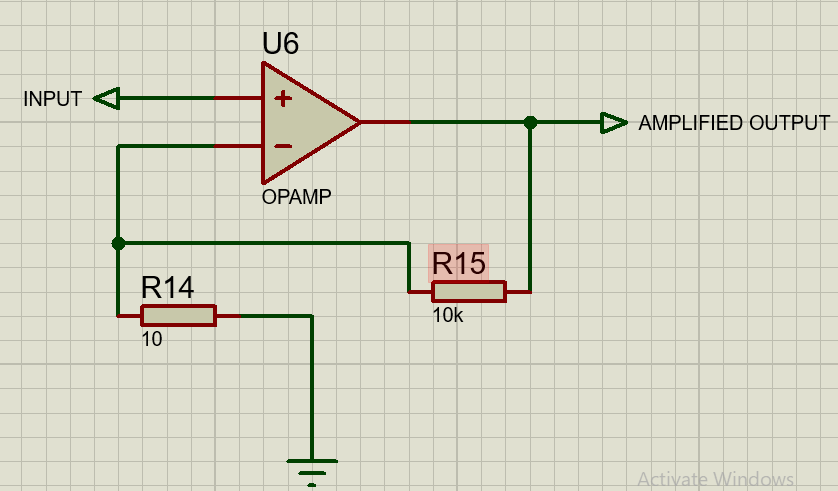 U6
INPUT
+
−
AMPLIFIED OUTPUT
OPAMP
R15
10k
R14
10
Activate Windows